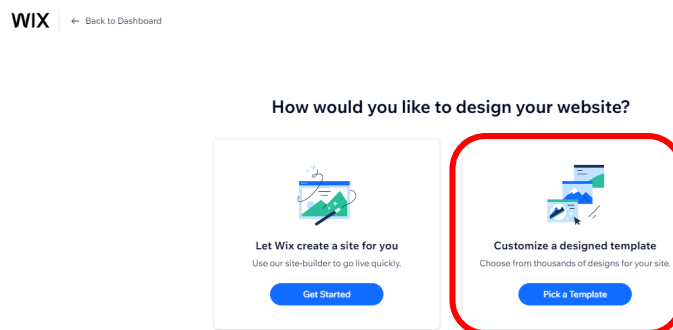 WIX ← Back to Dashboard
How would you like to design your website?
Let Wix create a site for you
Use our site-builder to go live quickly.
Get Started
Customize a designed template
Choose from thousands of designs for your site.
Pick a Template